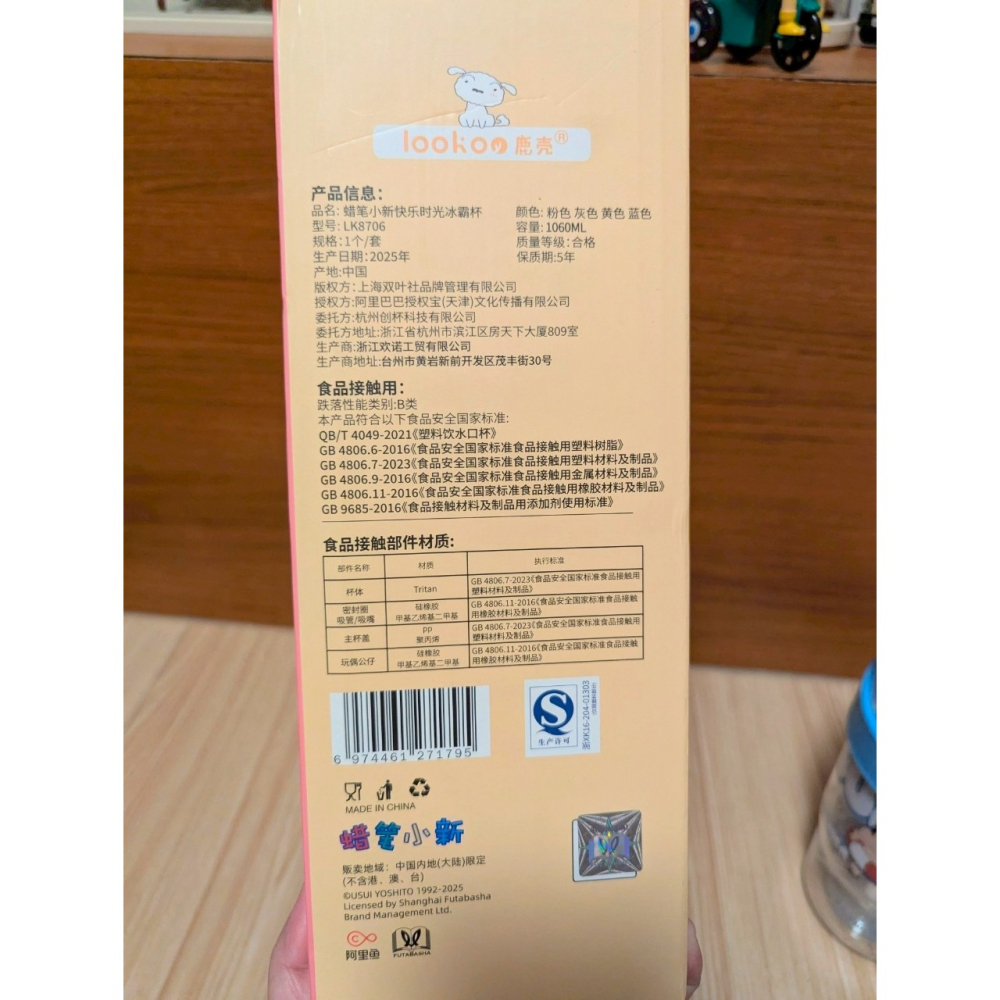 lookon鹿壳®
产品信息：
品名：蜡笔小新快乐时光冰霸杯 颜色：粉色 灰色 黄色 蓝色
型号：LK8706 容量：1060ML
规格：1个/套 质量等级：合格
生产日期：2025年 保质期：5年
产地：中国
版权方：上海双叶社品牌管理有限公司
授权方：阿里巴巴授权宝(天津)文化传播有限公司
委托方：杭州创杯科技有限公司
委托方地址：浙江省杭州市滨江区房天下大厦809室
生产商：浙江欢诺工贸有限公司
生产商地址：台州市黄岩新前开发区茂丰街30号
食品接触用：
跌落性能类别：B类
本产品符合以下食品安全国家标准：
QB/T 4049-2021《塑料饮水口杯》
GB 4806.6-2016《食品安全国家标准食品接触用塑料树脂》
GB 4806.7-2023《食品安全国家标准食品接触用塑料材料及制品》
GB 4806.9-2016《食品安全国家标准食品接触用金属材料及制品》
GB 4806.11-2016《食品安全国家标准食品接触用橡胶材料及制品》
GB 9685-2016《食品接触材料及制品用添加剂使用标准》
食品接触部件材质：
部件名称 材质 执行标准
杯体 Tritan GB 4806.7-2023《食品安全国家标准食品接触用
塑料材料及制品》
密封圈 硅橡胶 GB 4806.11-2016《食品安全国家标准食品接触
吸管/吸嘴 甲基乙烯基二甲基 用橡胶材料及制品》
主杯盖 PP GB 4806.7-2023《食品安全国家标准食品接触用
聚丙烯 塑料材料及制品》
玩偶公仔 硅橡胶 GB 4806.11-2016《食品安全国家标准食品接触
甲基乙烯基二甲基 用橡胶材料及制品》
6 974461 271795
生产许可
浙XK16-204-01303
MADE IN CHINA
蜡笔小新
贩卖地域：中国内地(大陆)限定
(不含港、澳、台)
©USUI YOSHITO 1992-2025
Licensed by Shanghai Futabasha
Brand Management Ltd.
阿里鱼 FUTABASHA